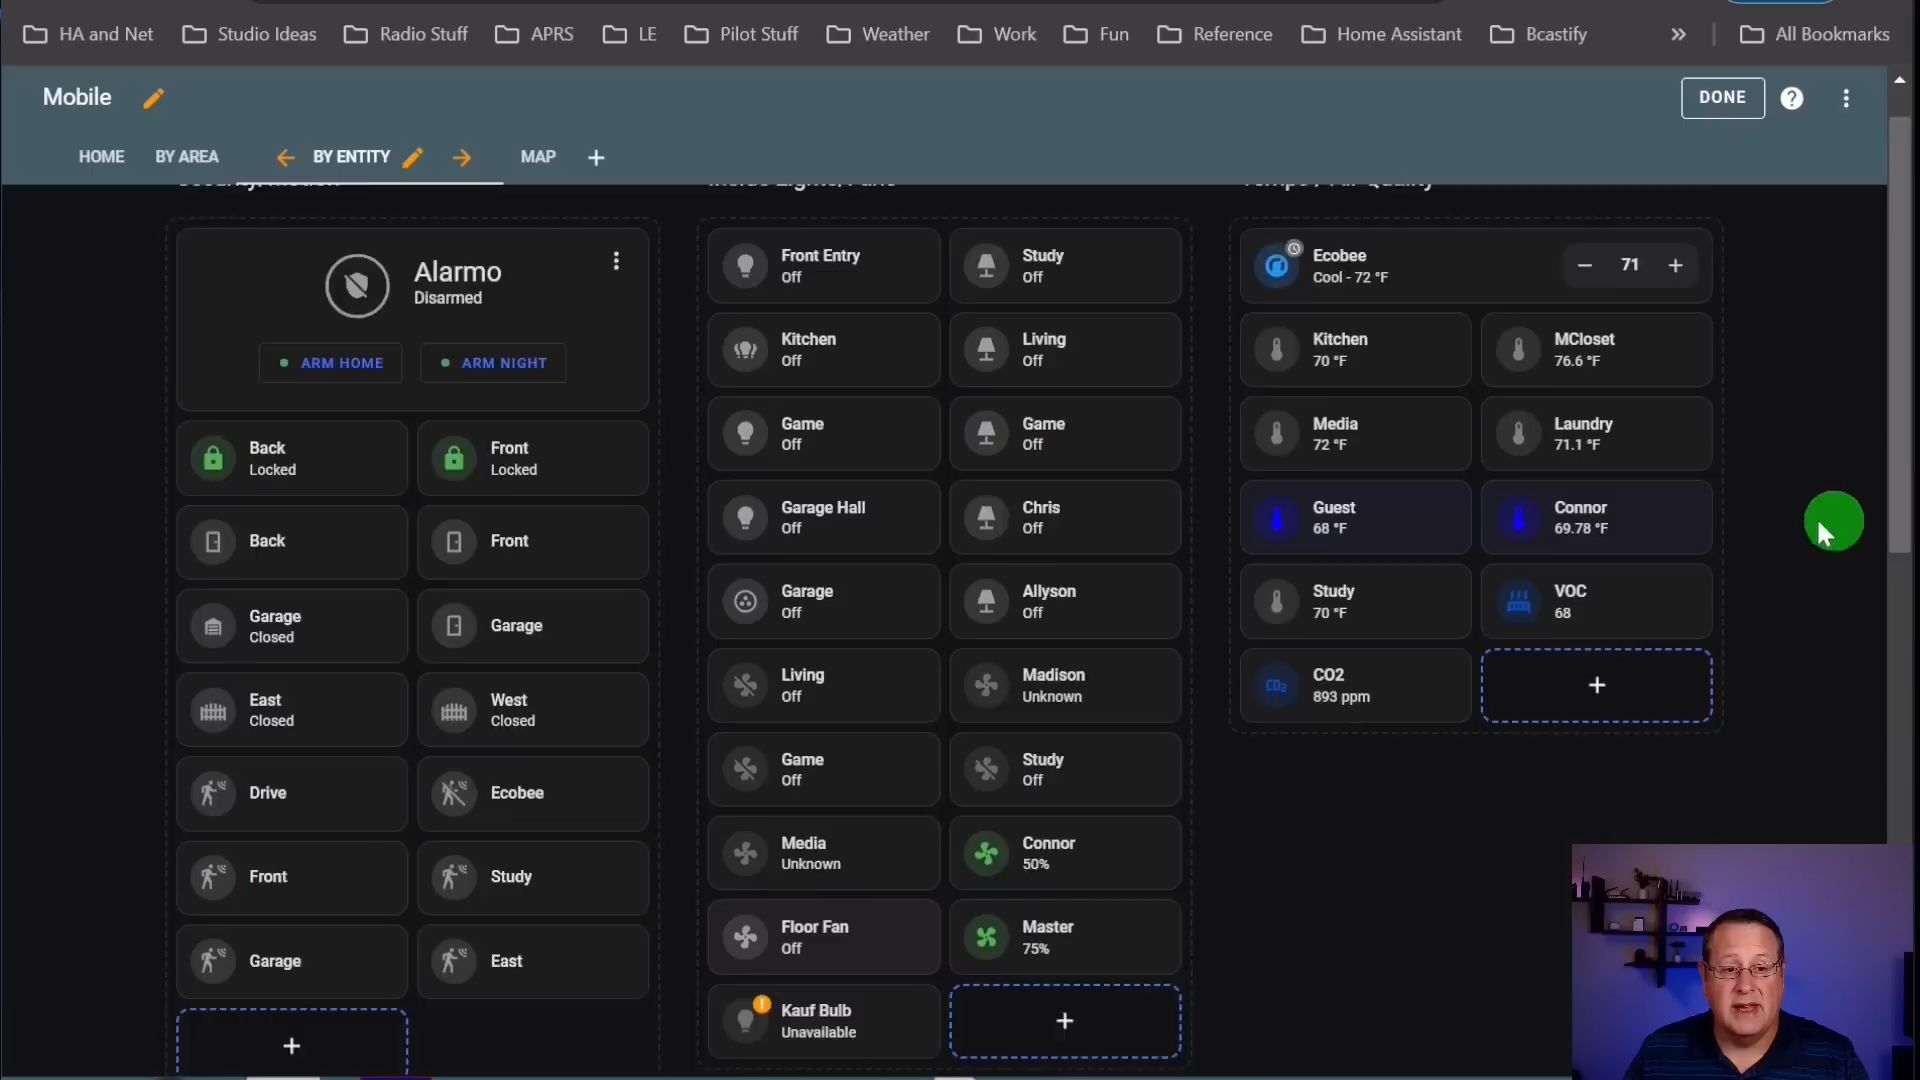 HA and Net
Studio Ideas
Radio Stuff
APRS
LE
Pilot Stuff
Weather
Work
Fun
Reference
Home Assistant
Bcastify
»
All Bookmarks
Mobile
DONE
HOME
BY AREA
BY ENTITY
MAP
+
Alarmo
Disarmed
ARM HOME
ARM NIGHT
Back
Locked
Front
Locked
Back
Front
Garage
Closed
Garage
East
Closed
West
Closed
Drive
Ecobee
Front
Study
Garage
East
+
Front Entry
Off
Study
Off
Kitchen
Off
Living
Off
Game
Off
Game
Off
Garage Hall
Off
Chris
Off
Garage
Off
Allyson
Off
Living
Off
Madison
Unknown
Game
Off
Study
Off
Media
Unknown
Connor
50%
Floor Fan
Off
Master
75%
Kauf Bulb
Unavailable
+
Ecobee
Cool - 72 °F
− 71 +
Kitchen
70 °F
MCloset
76.6 °F
Media
72 °F
Laundry
71.1 °F
Guest
68 °F
Connor
69.78 °F
Study
70 °F
VOC
68
CO2
CO2
893 ppm
+